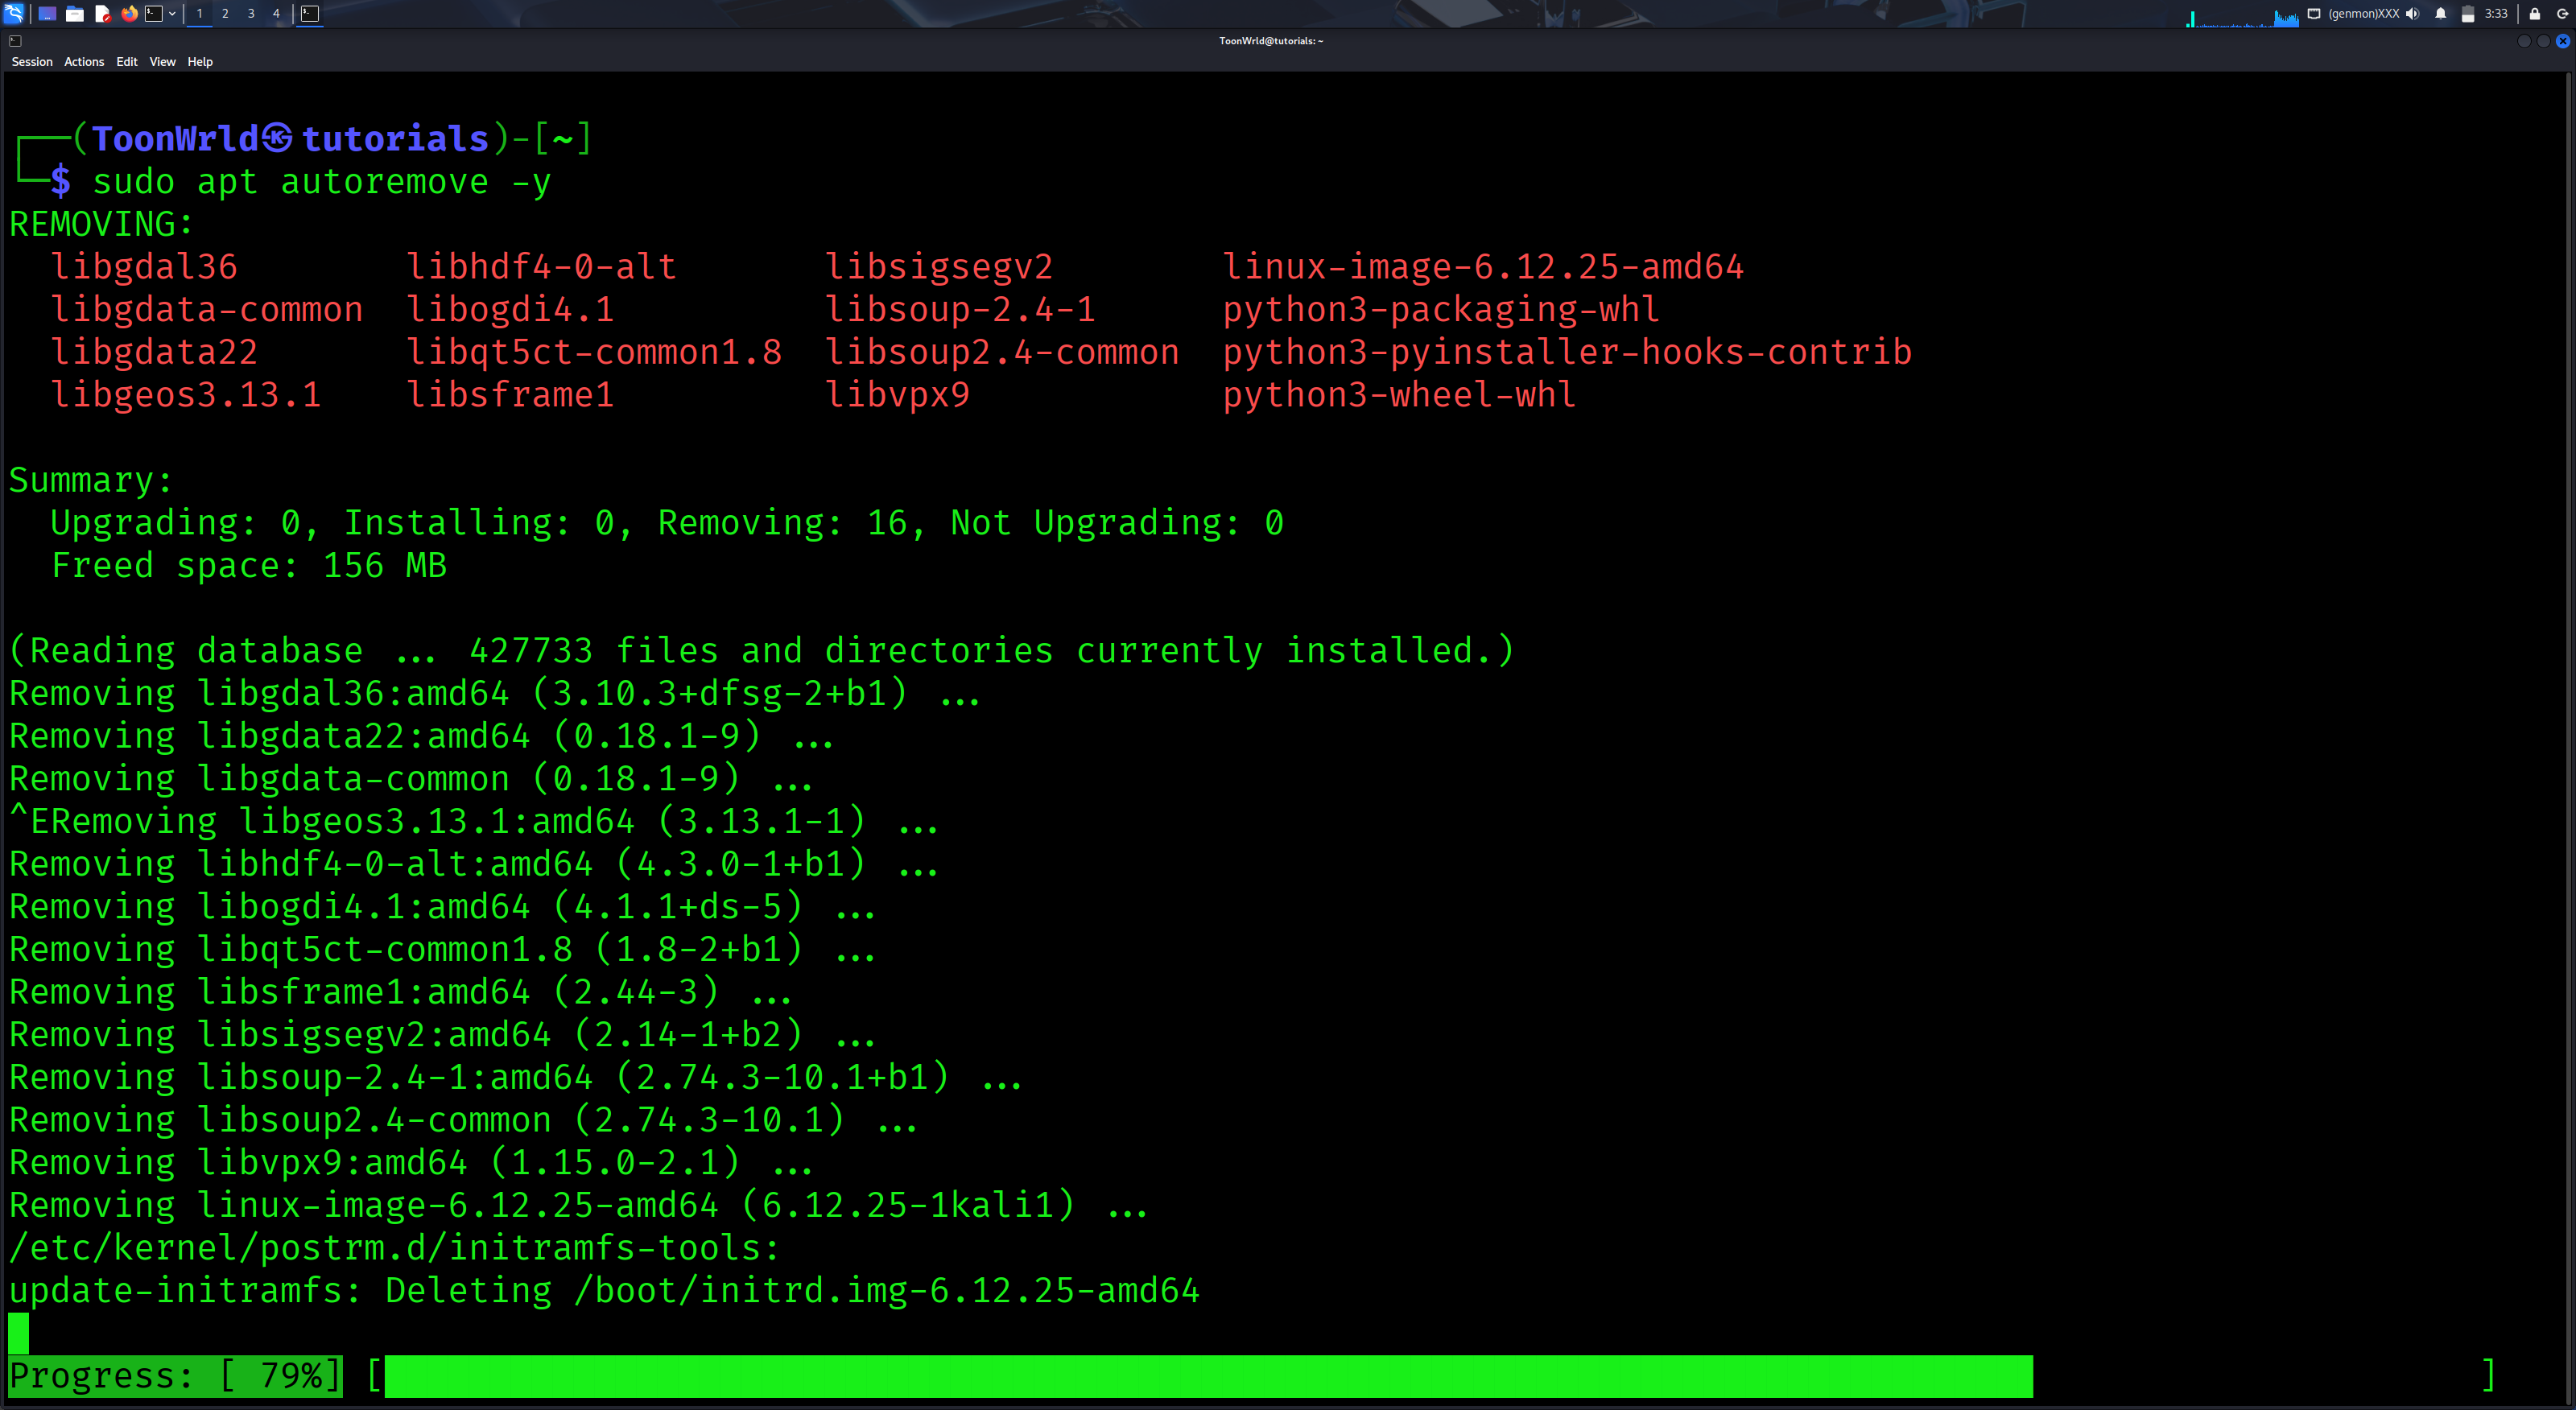 1 2 3 4 (genmon)XXX 3:33
ToonWrld@tutorials: ~
Session Actions Edit View Help
┌──(ToonWrld㉿tutorials)-[~]
└─$ sudo apt autoremove -y
REMOVING:
libgdal36 libhdf4-0-alt libsigsegv2 linux-image-6.12.25-amd64
libgdata-common libogdi4.1 libsoup-2.4-1 python3-packaging-whl
libgdata22 libqt5ct-common1.8 libsoup2.4-common python3-pyinstaller-hooks-contrib
libgeos3.13.1 libsframe1 libvpx9 python3-wheel-whl
Summary:
Upgrading: 0, Installing: 0, Removing: 16, Not Upgrading: 0
Freed space: 156 MB
(Reading database ... 427733 files and directories currently installed.)
Removing libgdal36:amd64 (3.10.3+dfsg-2+b1) ...
Removing libgdata22:amd64 (0.18.1-9) ...
Removing libgdata-common (0.18.1-9) ...
^ERemoving libgeos3.13.1:amd64 (3.13.1-1) ...
Removing libhdf4-0-alt:amd64 (4.3.0-1+b1) ...
Removing libogdi4.1:amd64 (4.1.1+ds-5) ...
Removing libqt5ct-common1.8 (1.8-2+b1) ...
Removing libsframe1:amd64 (2.44-3) ...
Removing libsigsegv2:amd64 (2.14-1+b2) ...
Removing libsoup-2.4-1:amd64 (2.74.3-10.1+b1) ...
Removing libsoup2.4-common (2.74.3-10.1) ...
Removing libvpx9:amd64 (1.15.0-2.1) ...
Removing linux-image-6.12.25-amd64 (6.12.25-1kali1) ...
/etc/kernel/postrm.d/initramfs-tools:
update-initramfs: Deleting /boot/initrd.img-6.12.25-amd64
Progress: [ 79%] [ ]